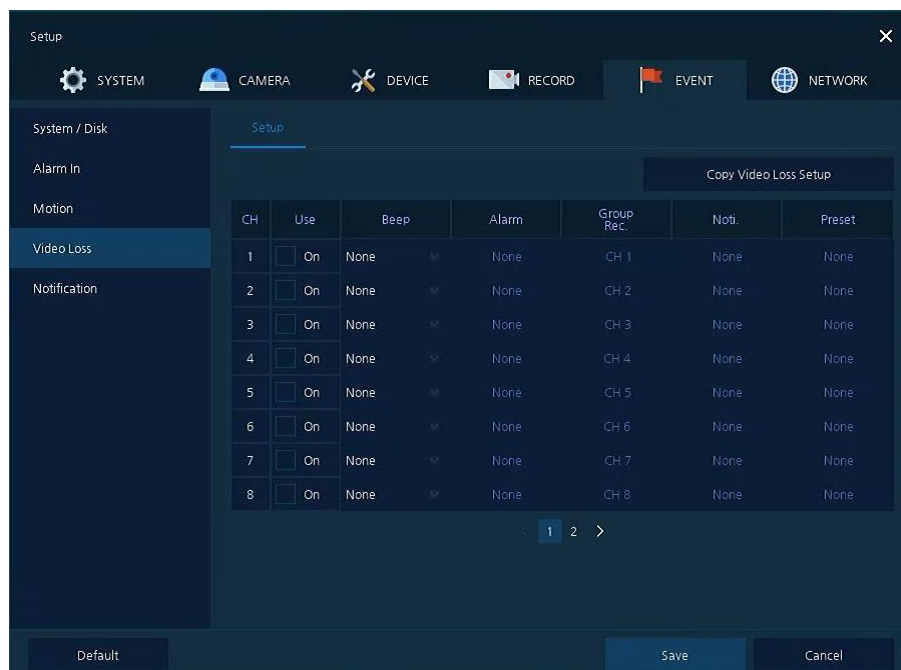 Setup
SYSTEM CAMERA DEVICE RECORD EVENT NETWORK
System / Disk
Alarm In
Motion
Video Loss
Notification
Setup
Copy Video Loss Setup
CH Use Beep Alarm Group Rec. Noti. Preset
1 On None None CH 1 None None
2 On None None CH 2 None None
3 On None None CH 3 None None
4 On None None CH 4 None None
5 On None None CH 5 None None
6 On None None CH 6 None None
7 On None None CH 7 None None
8 On None None CH 8 None None
< 1 2 >
Default Save Cancel